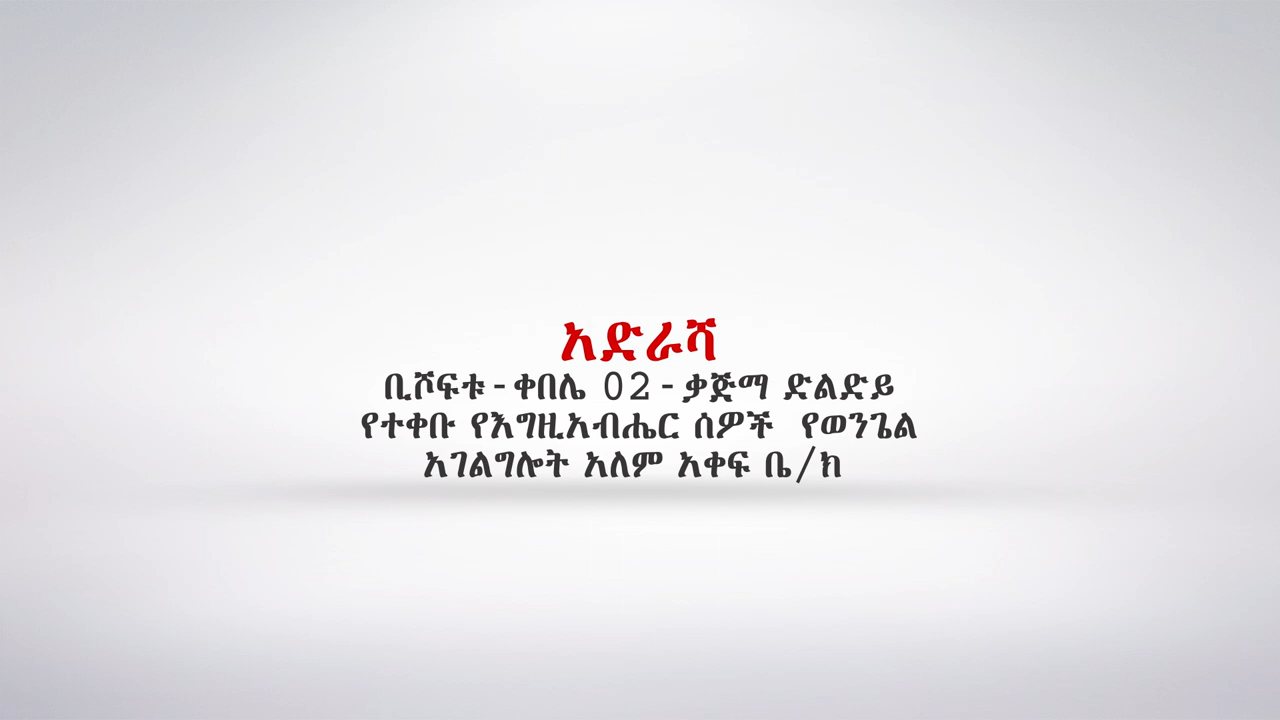 አድራሻ
ቢሾፍቱ-ቀበሌ 02-ቃጅማ ድልድይ
የተቀቡ የእግዚአብሔር ሰዎች የወንጌል
አገልግሎት አለም አቀፍ ቤ/ክ